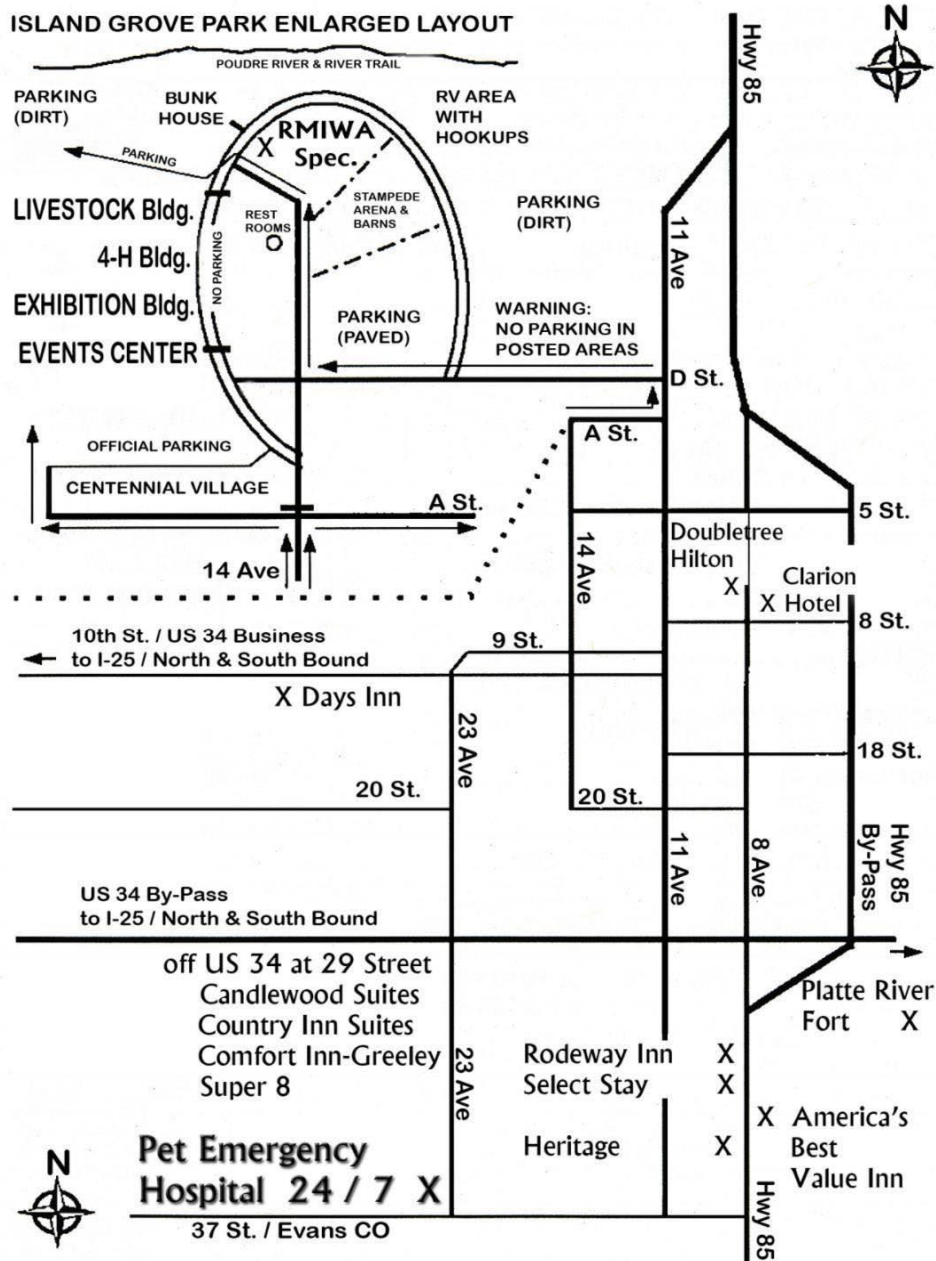 ISLAND GROVE PARK ENLARGED LAYOUT
N
Hwy 85
POUDRE RIVER & RIVER TRAIL
PARKING
(DIRT)
BUNK
HOUSE
RMIWA
X Spec.
RV AREA
WITH
HOOKUPS
PARKING
LIVESTOCK Bldg.
REST
ROOMS
STAMPEDE
ARENA &
BARNS
PARKING
(DIRT)
11 Ave
4-H Bldg.
NO PARKING
EXHIBITION Bldg.
PARKING
(PAVED)
WARNING:
NO PARKING IN
POSTED AREAS
EVENTS CENTER
D St.
A St.
OFFICIAL PARKING
CENTENNIAL VILLAGE
A St.
5 St.
14 Ave
14 Ave
Doubletree
Hilton
X
Clarion
X Hotel
8 St.
10th St. / US 34 Business
to I-25 / North & South Bound
9 St.
X Days Inn
23 Ave
18 St.
20 St.
20 St.
11 Ave
8 Ave
Hwy 85
By-Pass
US 34 By-Pass
to I-25 / North & South Bound
off US 34 at 29 Street
Candlewood Suites
Country Inn Suites
Comfort Inn-Greeley
Super 8
23 Ave
Platte River
Fort X
Rodeway Inn X
Select Stay X
X America's
Best
Value Inn
Heritage X
N
Pet Emergency
Hospital 24 / 7 X
37 St. / Evans CO
Hwy 85